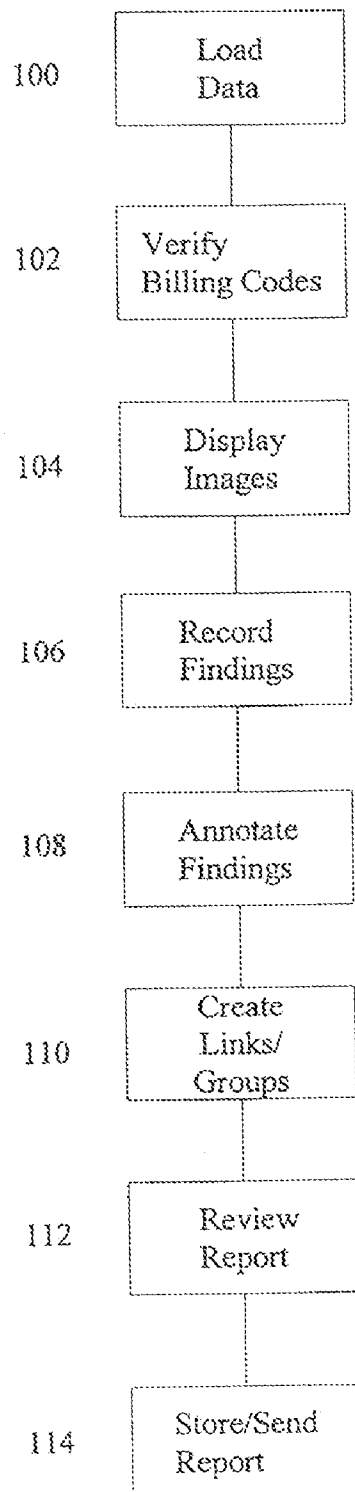 100
Load
Data
102
Verify
Billing Codes
104
Display
Images
106
Record
Findings
108
Annotate
Findings
110
Create
Links/
Groups
112
Review
Report
114
Store/Send
Report